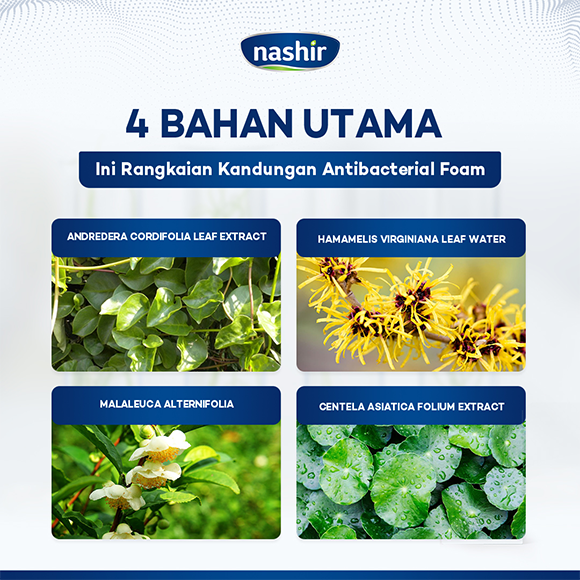 nashir
4 BAHAN UTAMA
Ini Rangkaian Kandungan Antibacterial Foam
ANDREDERA CORDIFOLIA LEAF EXTRACT
HAMAMELIS VIRGINIANA LEAF WATER
MALALEUCA ALTERNIFOLIA
CENTELA ASIATICA FOLIUM EXTRACT